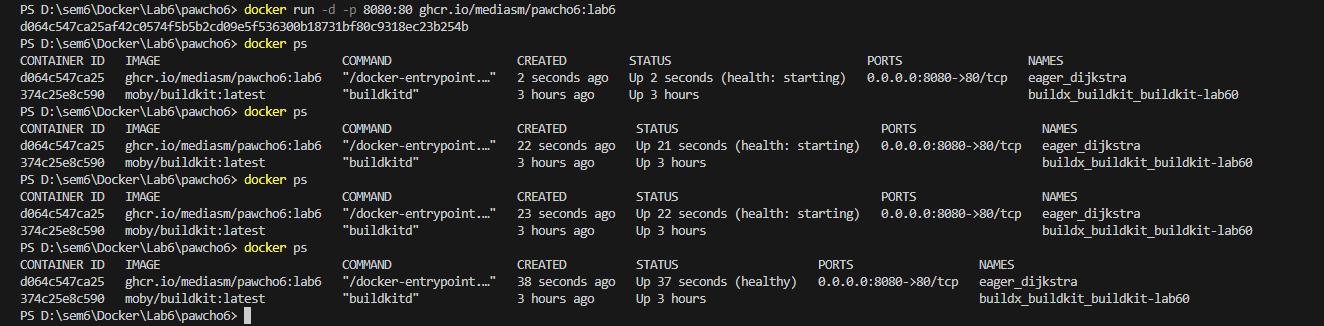 PS D:\sem6\Docker\Lab6\pawcho6> docker run -d -p 8080:80 ghcr.io/mediasm/pawcho6:lab6
d064c547ca25af42c0574f5b5b2cd09e5f536300b18731bf80c9318ec23b254b
PS D:\sem6\Docker\Lab6\pawcho6> docker ps
CONTAINER ID   IMAGE                          COMMAND                  CREATED         STATUS                            PORTS                  NAMES
d064c547ca25   ghcr.io/mediasm/pawcho6:lab6   "/docker-entrypoint.…"   2 seconds ago   Up 2 seconds (health: starting)   0.0.0.0:8080->80/tcp   eager_dijkstra
374c25e8c590   moby/buildkit:latest           "buildkitd"              3 hours ago     Up 3 hours                                               buildx_buildkit_buildkit-lab60
PS D:\sem6\Docker\Lab6\pawcho6> docker ps
CONTAINER ID   IMAGE                          COMMAND                  CREATED          STATUS                             PORTS                  NAMES
d064c547ca25   ghcr.io/mediasm/pawcho6:lab6   "/docker-entrypoint.…"   22 seconds ago   Up 21 seconds (health: starting)   0.0.0.0:8080->80/tcp   eager_dijkstra
374c25e8c590   moby/buildkit:latest           "buildkitd"              3 hours ago      Up 3 hours                                                buildx_buildkit_buildkit-lab60
PS D:\sem6\Docker\Lab6\pawcho6> docker ps
CONTAINER ID   IMAGE                          COMMAND                  CREATED          STATUS                             PORTS                  NAMES
d064c547ca25   ghcr.io/mediasm/pawcho6:lab6   "/docker-entrypoint.…"   23 seconds ago   Up 22 seconds (health: starting)   0.0.0.0:8080->80/tcp   eager_dijkstra
374c25e8c590   moby/buildkit:latest           "buildkitd"              3 hours ago      Up 3 hours                                                buildx_buildkit_buildkit-lab60
PS D:\sem6\Docker\Lab6\pawcho6> docker ps
CONTAINER ID   IMAGE                          COMMAND                  CREATED          STATUS                    PORTS                  NAMES
d064c547ca25   ghcr.io/mediasm/pawcho6:lab6   "/docker-entrypoint.…"   38 seconds ago   Up 37 seconds (healthy)   0.0.0.0:8080->80/tcp   eager_dijkstra
374c25e8c590   moby/buildkit:latest           "buildkitd"              3 hours ago      Up 3 hours                                       buildx_buildkit_buildkit-lab60
PS D:\sem6\Docker\Lab6\pawcho6>